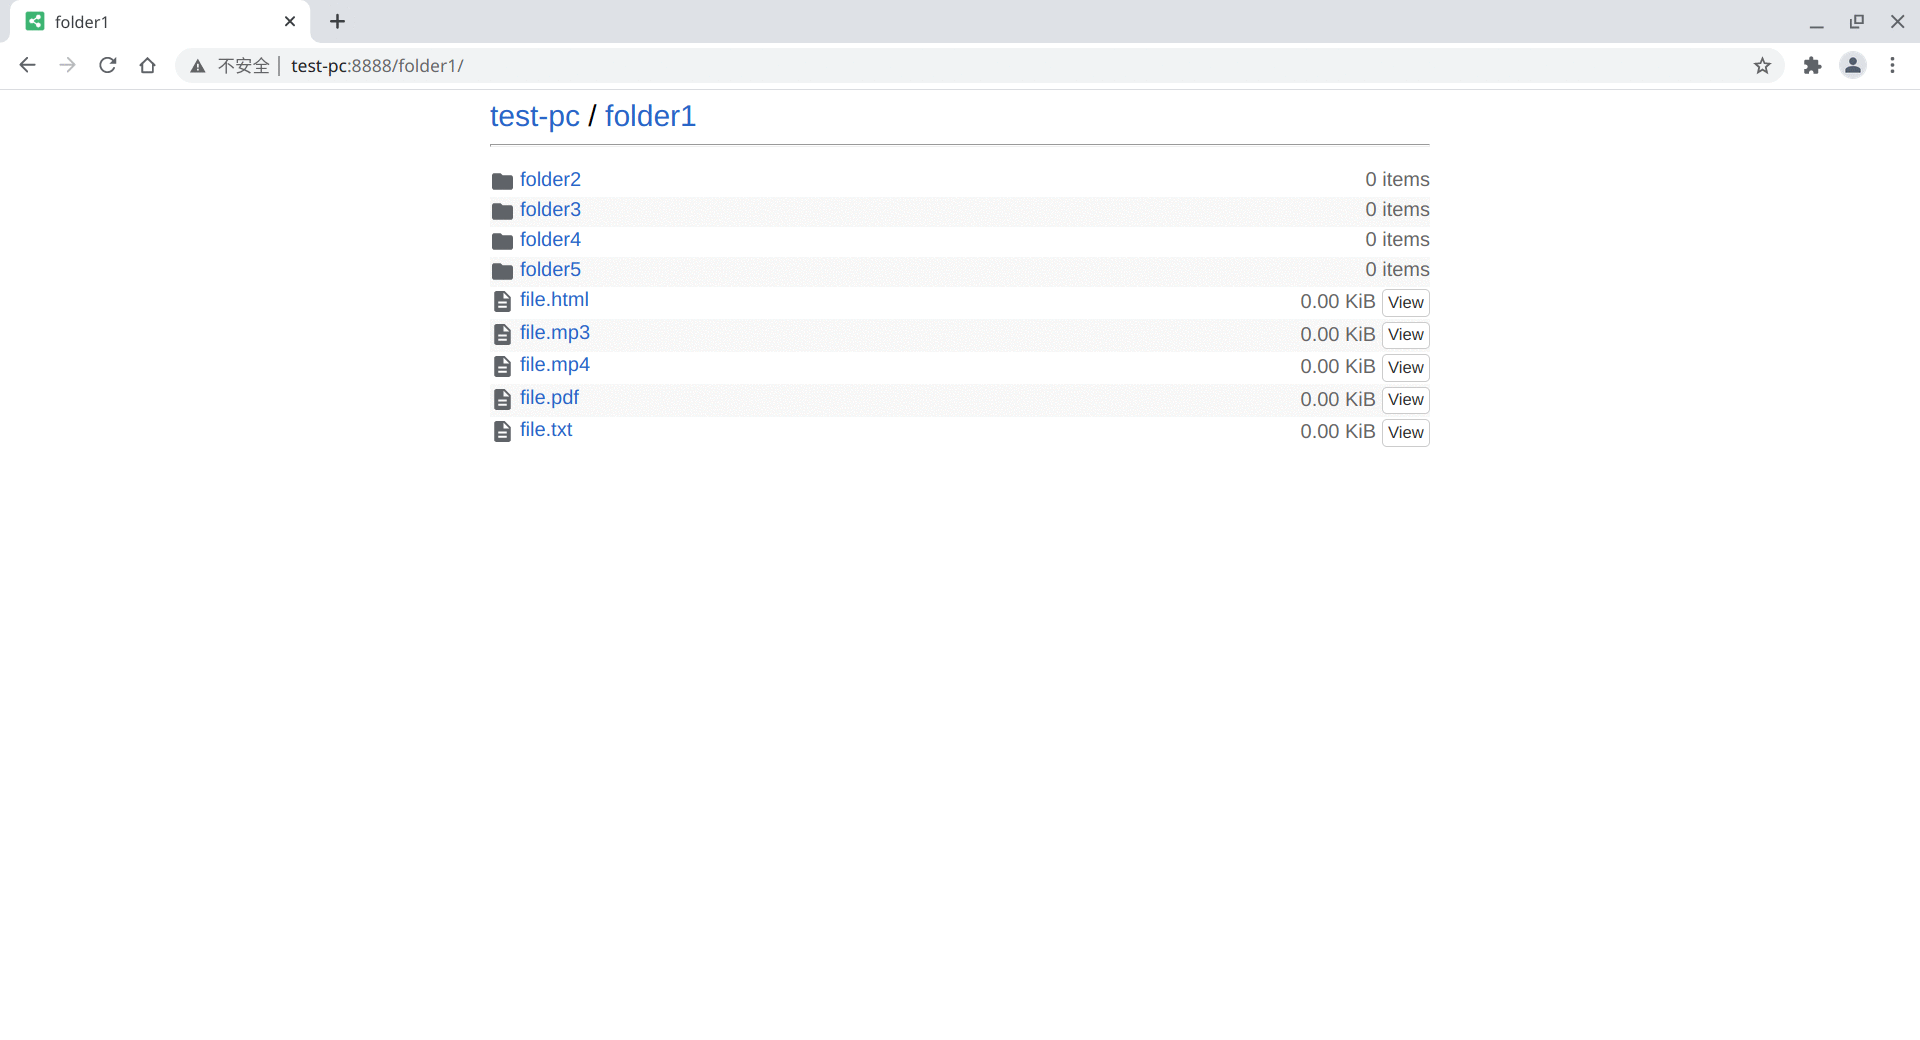 folder1
不安全 test-pc:8888/folder1/
test-pc / folder1
folder2 0 items
folder3 0 items
folder4 0 items
folder5 0 items
file.html 0.00 KiB View
file.mp3 0.00 KiB View
file.mp4 0.00 KiB View
file.pdf 0.00 KiB View
file.txt 0.00 KiB View